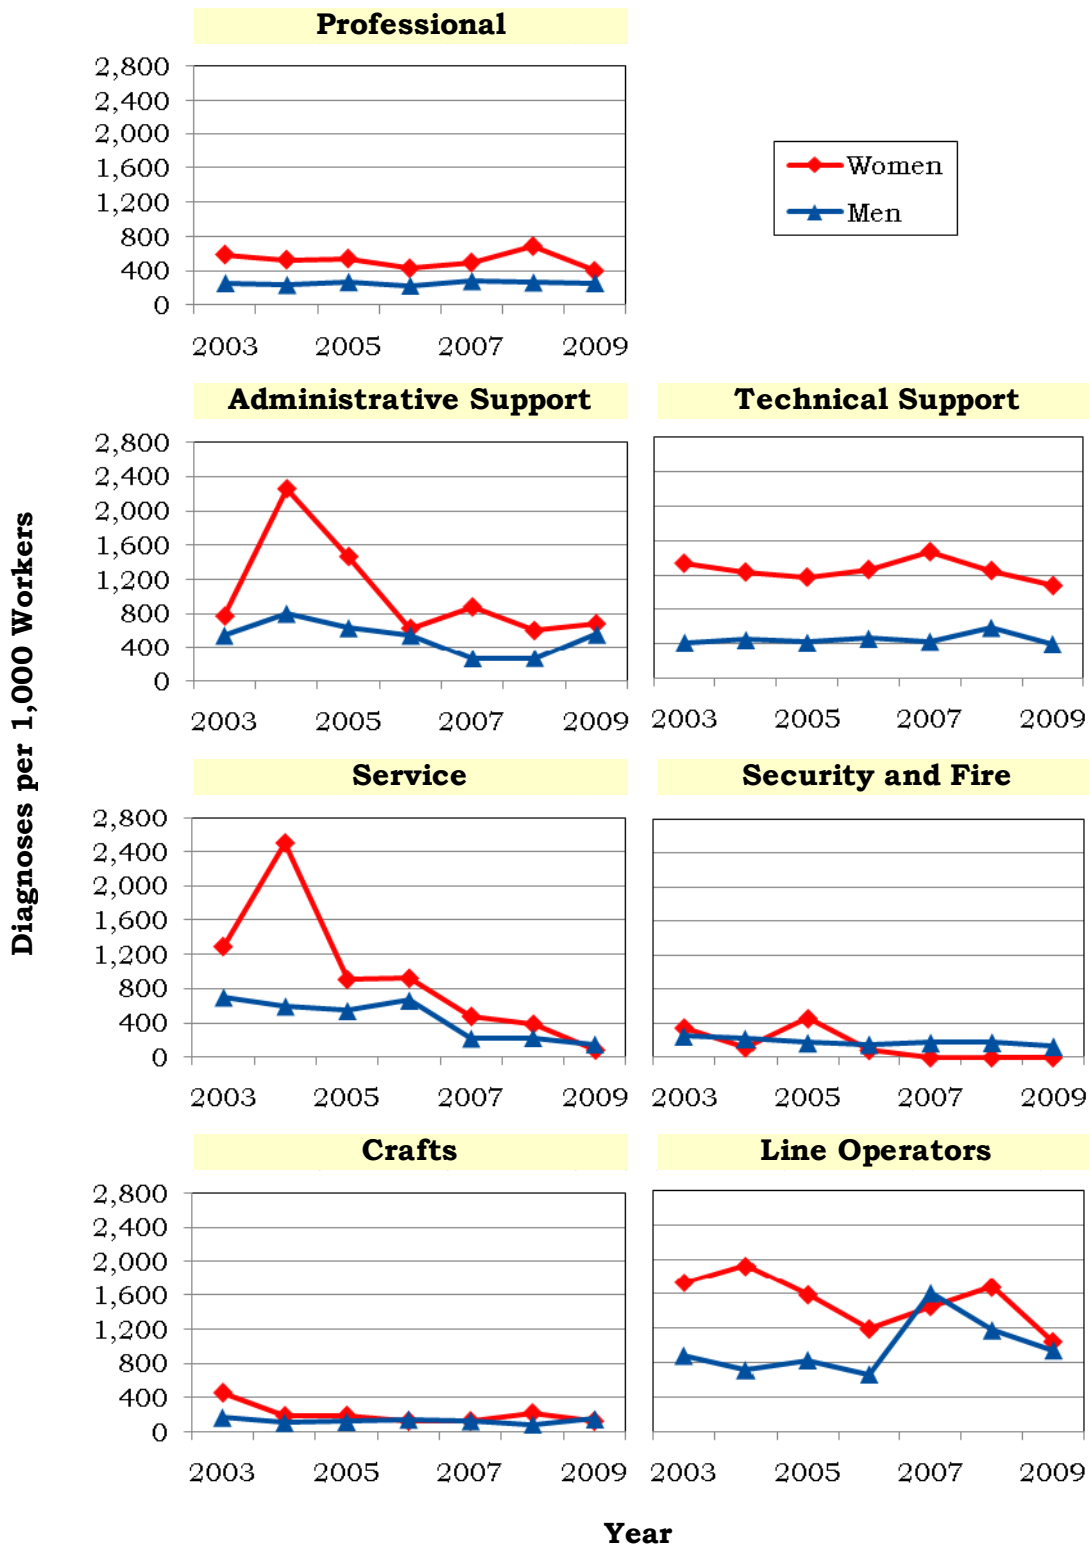 Professional
2,800
2,400
2,000
1,600
1,200
800
400
0
2003 2005 2007 2009
Women
Men
Administrative Support
2,800
2,400
2,000
1,600
1,200
800
400
0
2003 2005 2007 2009
Technical Support
2003 2005 2007 2009
Diagnoses per 1,000 Workers
Service
2,800
2,400
2,000
1,600
1,200
800
400
0
2003 2005 2007 2009
Security and Fire
2003 2005 2007 2009
Crafts
2,800
2,400
2,000
1,600
1,200
800
400
0
2003 2005 2007 2009
Line Operators
2003 2005 2007 2009
Year